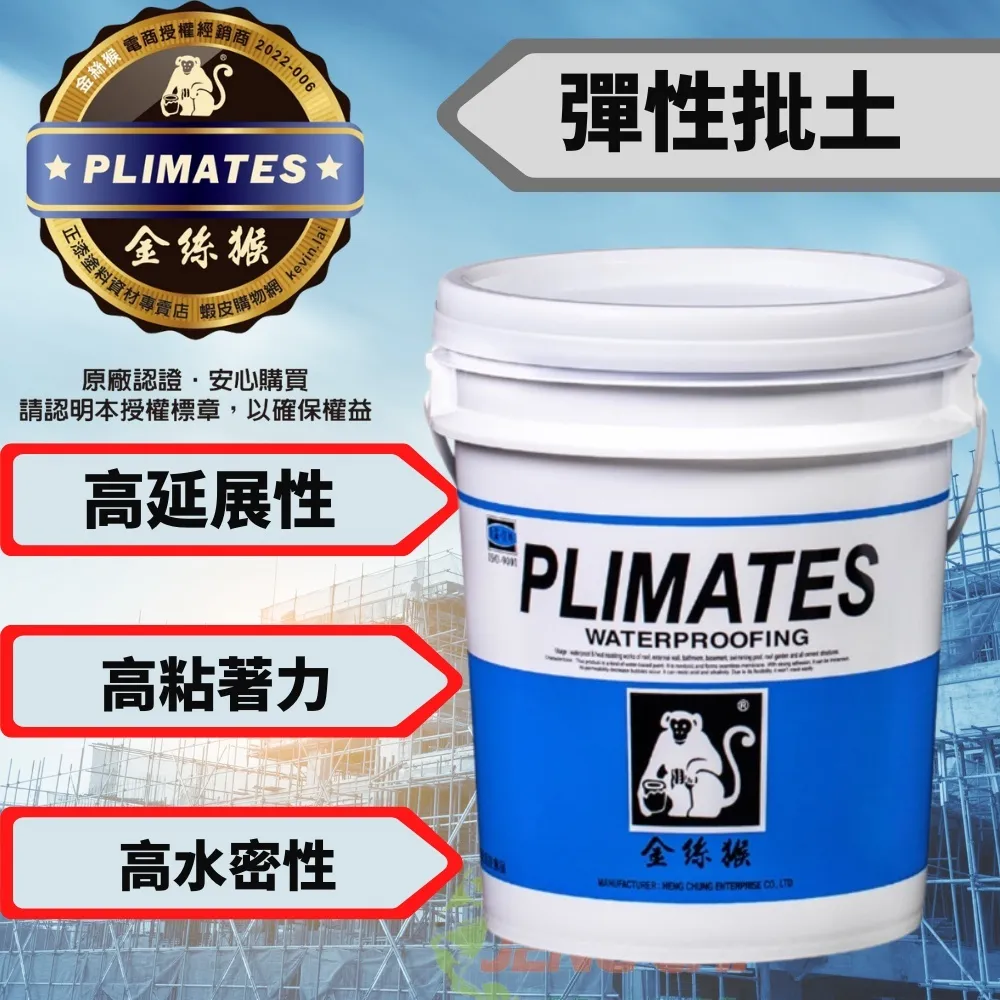 金絲猴 電商授權經銷商 2022-006
®
★ PLIMATES ★
金絲猴
正漆塗料資材專賣店 蝦皮購物網 kevin.lai
原廠認證．安心購買
請認明本授權標章，以確保權益
彈性批土
高延展性
高粘著力
高水密性
ISO-9001
PLIMATES
WATERPROOFING
®
金絲猴
MANUFACTURER: HENG CHUNG ENTERPRISE CO., LTD